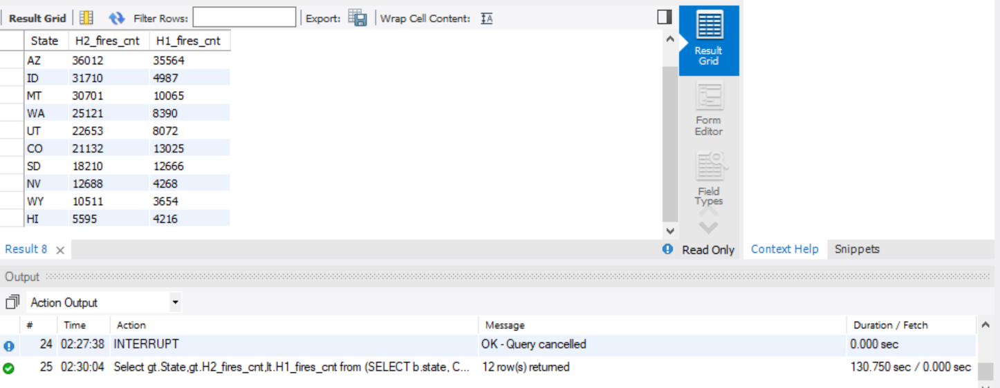 Result Grid Filter Rows: Export: Wrap Cell Content:
State H2_fires_cnt H1_fires_cnt
AZ 36012 35564
ID 31710 4987
MT 30701 10065
WA 25121 8390
UT 22653 8072
CO 21132 13025
SD 18210 12666
NV 12688 4268
WY 10511 3654
HI 5595 4216
Result
Grid
Form
Editor
Field
Types
Result 8 Read Only Context Help Snippets
Output
Action Output
# Time Action Message Duration / Fetch
24 02:27:38 INTERRUPT OK - Query cancelled 0.000 sec
25 02:30:04 Select gt.State,gt.H2_fires_cnt,lt.H1_fires_cnt from (SELECT b.state, C... 12 row(s) returned 130.750 sec / 0.000 sec